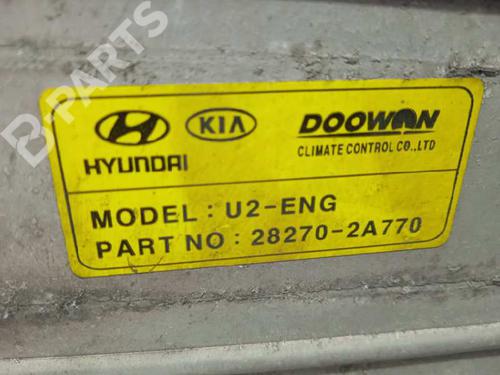 B-PARTS
HYUNDAI
KIA
DOOWON
CLIMATE CONTROL CO.,LTD
MODEL : U2-ENG
PART NO : 28270-2A770